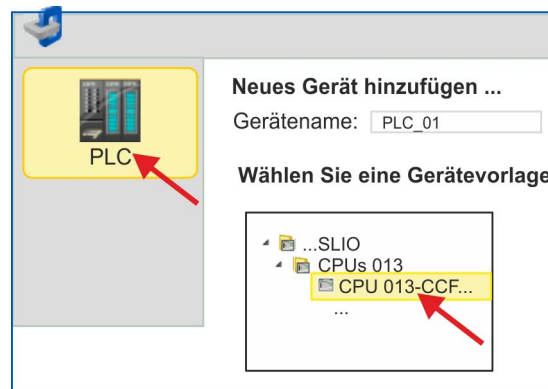 PLC
Neues Gerät hinzufügen ...
Gerätename: PLC_01
Wählen Sie eine Gerätevorlage
...SLIO
CPUs 013
CPU 013-CCF...
...